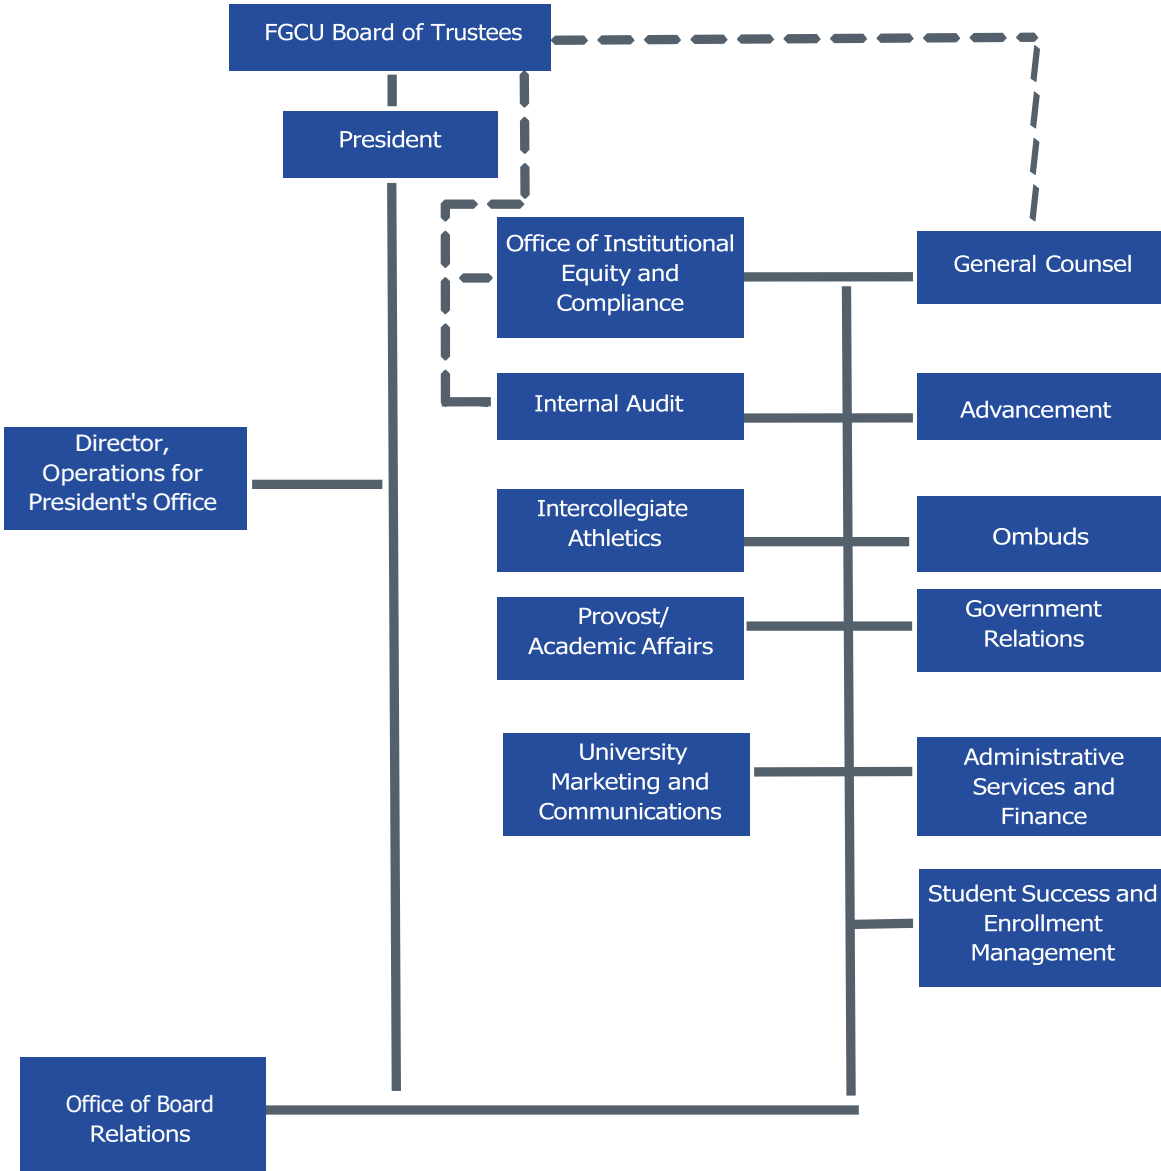 FGCU Board of Trustees
President
Office of Institutional
Equity and
Compliance
General Counsel
Internal Audit
Advancement
Director,
Operations for
President's Office
Intercollegiate
Athletics
Ombuds
Provost/
Academic Affairs
Government
Relations
University
Marketing and
Communications
Administrative
Services and
Finance
Student Success and
Enrollment
Management
Office of Board
Relations